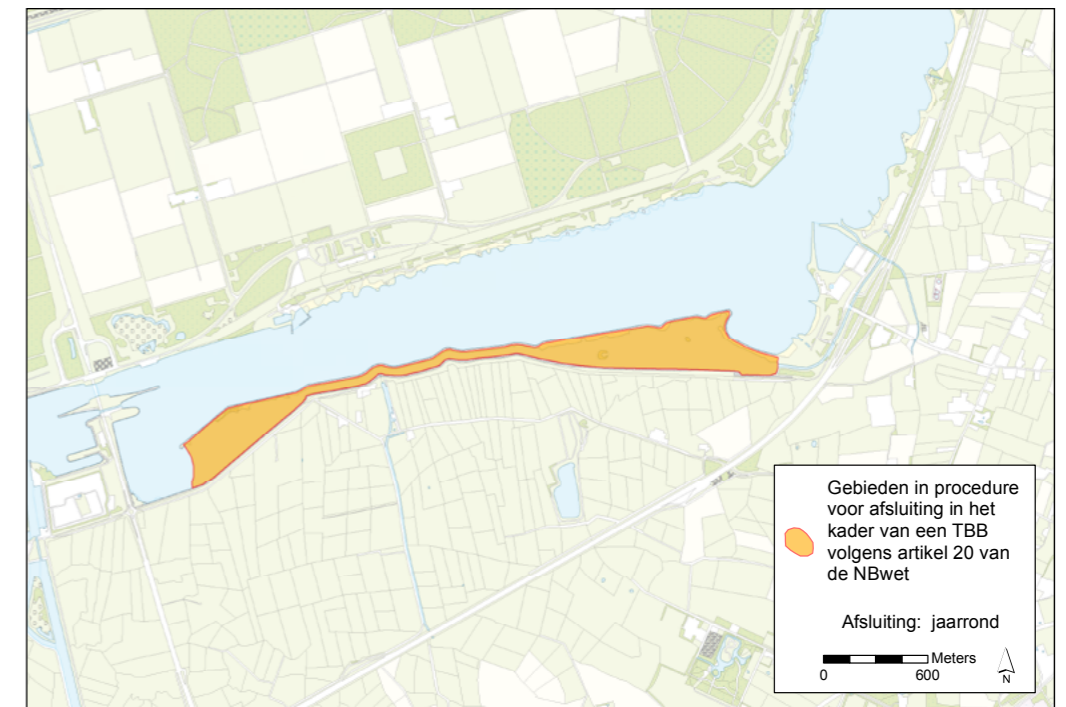 Gebieden in procedure
voor afsluiting in het
kader van een TBB
volgens artikel 20 van
de NBwet
Afsluiting: jaarrond
Meters
0 600
N